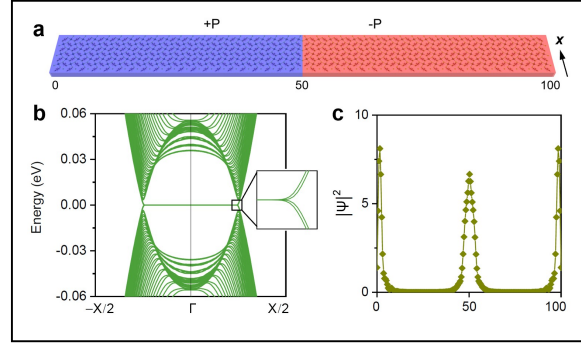 a
+P
-P
x
0
50
100
b
c
0.06
0.03
0.00
-0.03
-0.06
Energy (eV)
−X/2
Γ
X/2
10
5
0
|Ψ|²
0
50
100